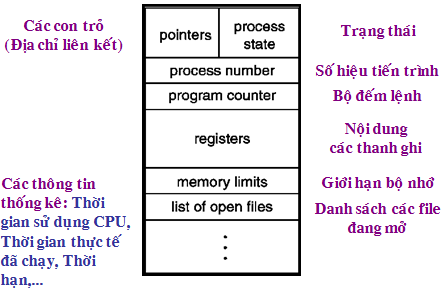 Các con trỏ
(Địa chỉ liên kết)
pointers
process
state
Trạng thái
process number
Số hiệu tiến trình
program counter
Bộ đếm lệnh
registers
Nội dung
các thanh ghi
Các thông tin
thống kê: Thời
gian sử dụng CPU,
Thời gian thực tế
đã chạy, Thời
hạn,...
memory limits
Giới hạn bộ nhớ
list of open files
Danh sách các file
đang mở